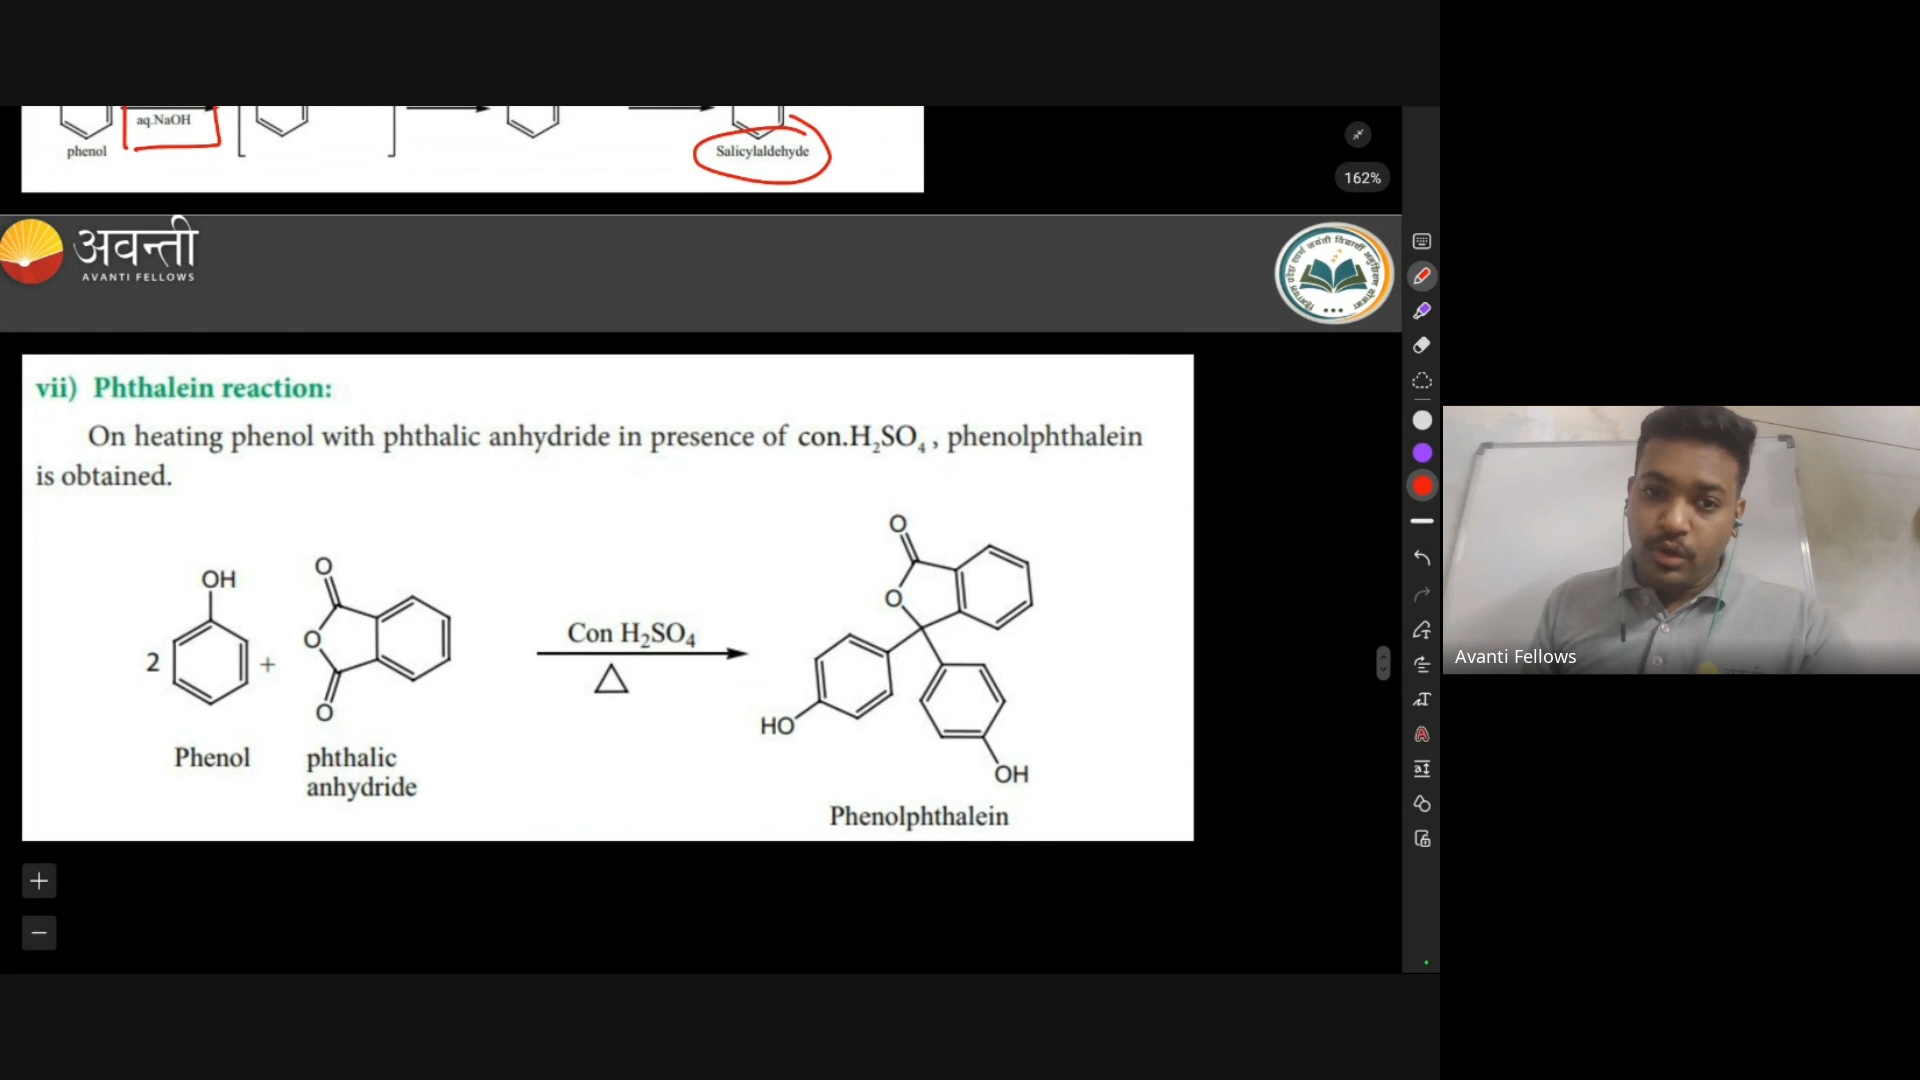 aq.NaOH
phenol
Salicylaldehyde
162%
अवन्ती
AVANTI FELLOWS
vii) Phthalein reaction:
On heating phenol with phthalic anhydride in presence of con.H₂SO₄ , phenolphthalein
is obtained.
O
OH
O
O
O
2
+
O
Con H₂SO₄
△
O
HO
OH
Phenol
phthalic
anhydride
Phenolphthalein
Avanti Fellows
+
−